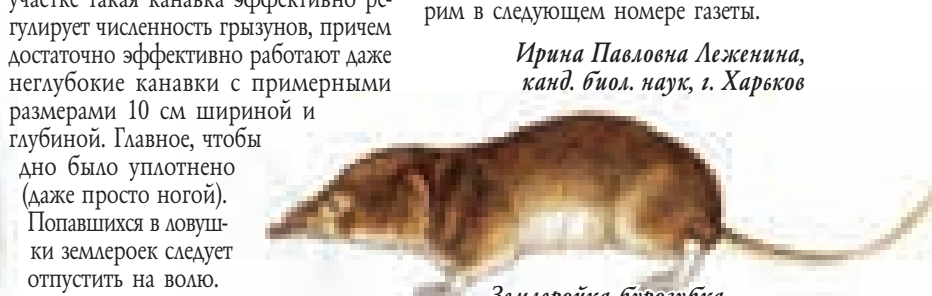 участке такая канавка эффективно ре-
гулирует численность грызунов, причем
достаточно эффективно работают даже
неглубокие канавки с примерными
размерами 10 см шириной и
глубиной. Главное, чтобы
дно было уплотнено
(даже просто ногой).
Попавшихся в ловуш-
ки землероек следует
отпустить на волю.
рим в следующем номере газеты.
Ирина Павловна Леженина,
канд. биол. наук, г. Харьков
Землеройка бурозубка